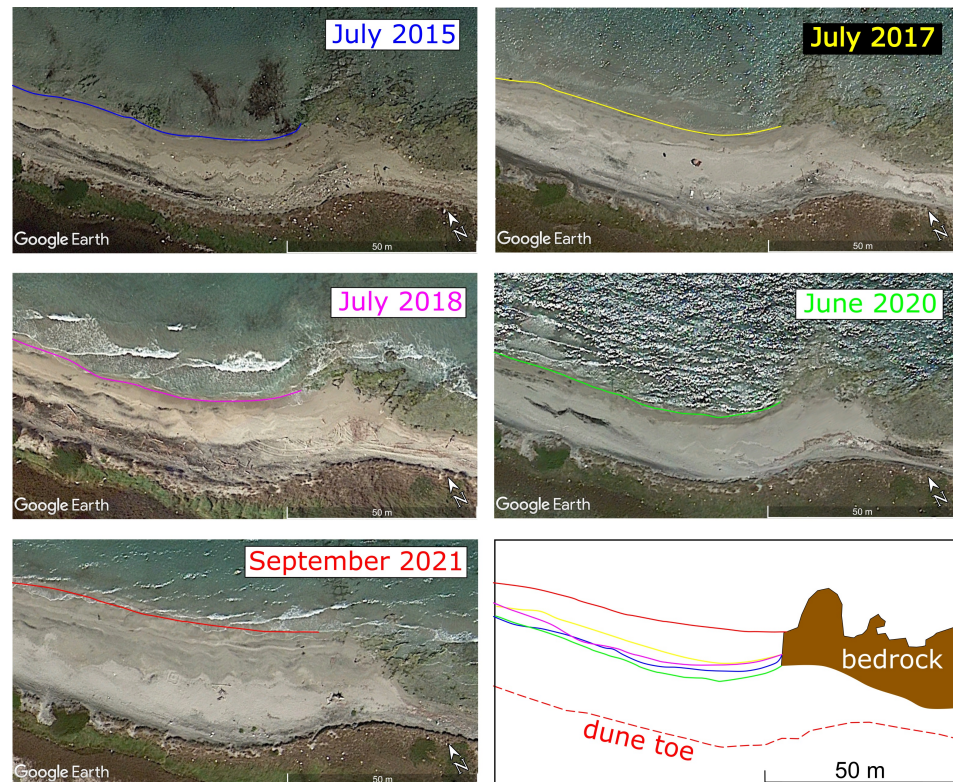 July 2015
Google Earth
50 m
N
July 2017
Google Earth
50 m
N
July 2018
Google Earth
50 m
N
June 2020
Google Earth
50 m
N
September 2021
Google Earth
50 m
N
bedrock
dune toe
50 m